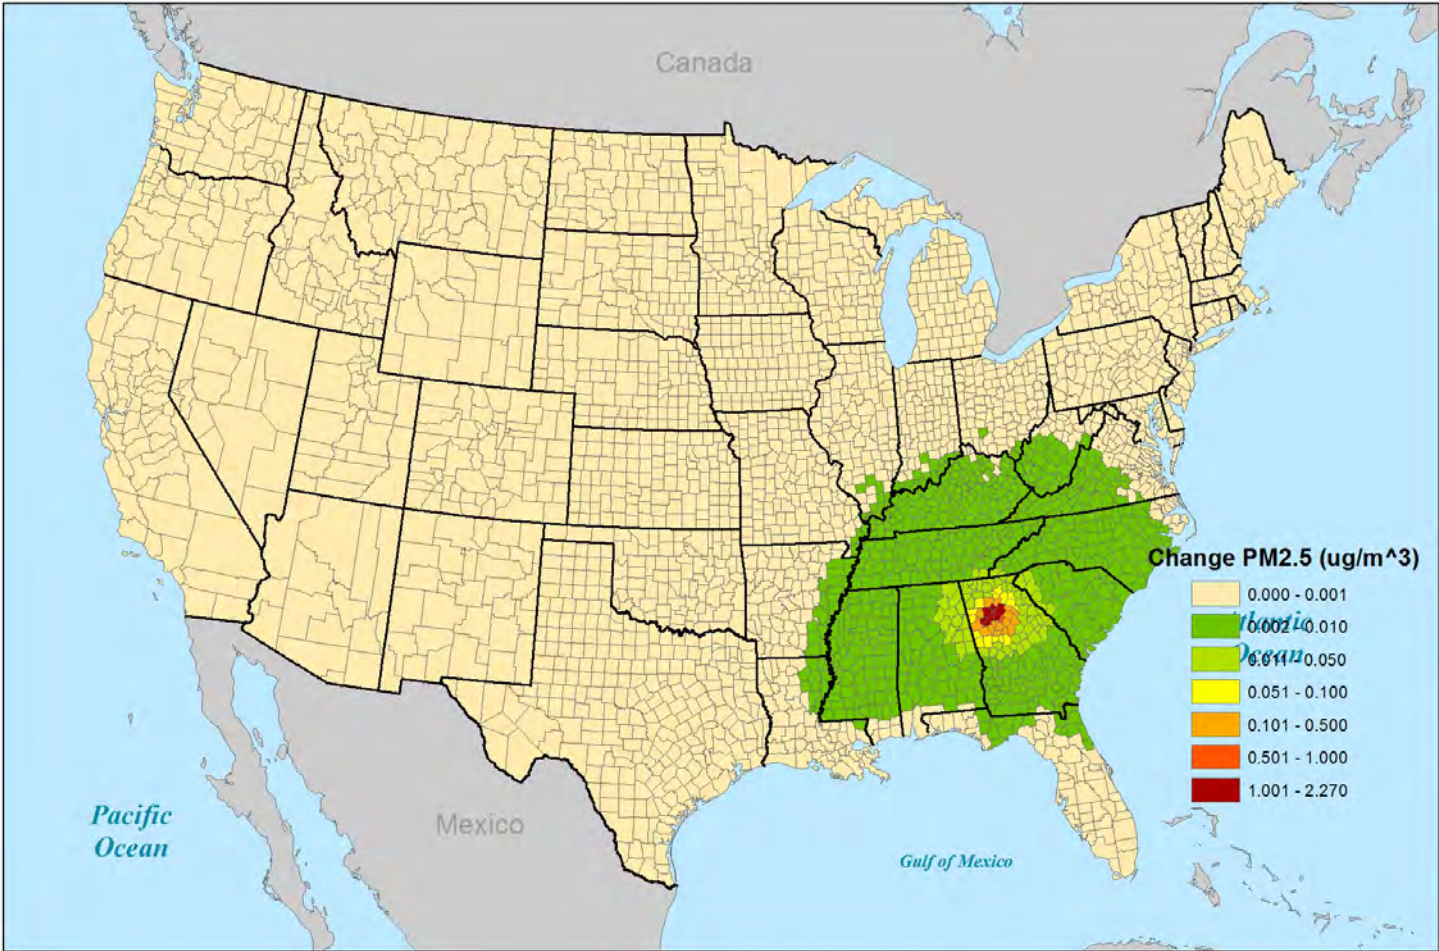 Canada
Change PM2.5 (ug/m^3)
0.000 - 0.001
0.002 - 0.010
0.011 - 0.050
0.051 - 0.100
0.101 - 0.500
0.501 - 1.000
1.001 - 2.270
Atlantic
Ocean
Pacific
Ocean
Mexico
Gulf of Mexico